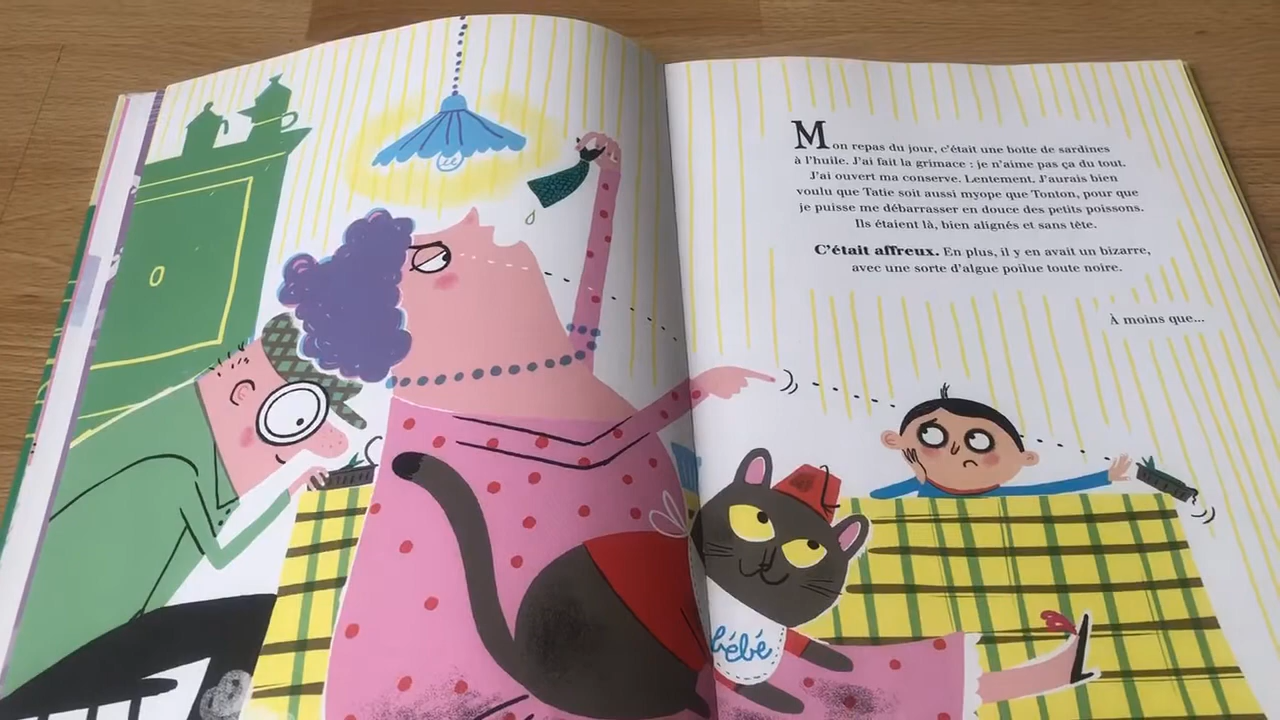 Mon repas du jour, c'était une boîte de sardines
à l'huile. J'ai fait la grimace : je n'aime pas ça du tout.
J'ai ouvert ma conserve. Lentement. J'aurais bien
voulu que Tatie soit aussi myope que Tonton, pour que
je puisse me débarrasser en douce des petits poissons.
Ils étaient là, bien alignés et sans tête.
C'était affreux. En plus, il y en avait un bizarre,
avec une sorte d'algue poilue toute noire.
À moins que...
bébé